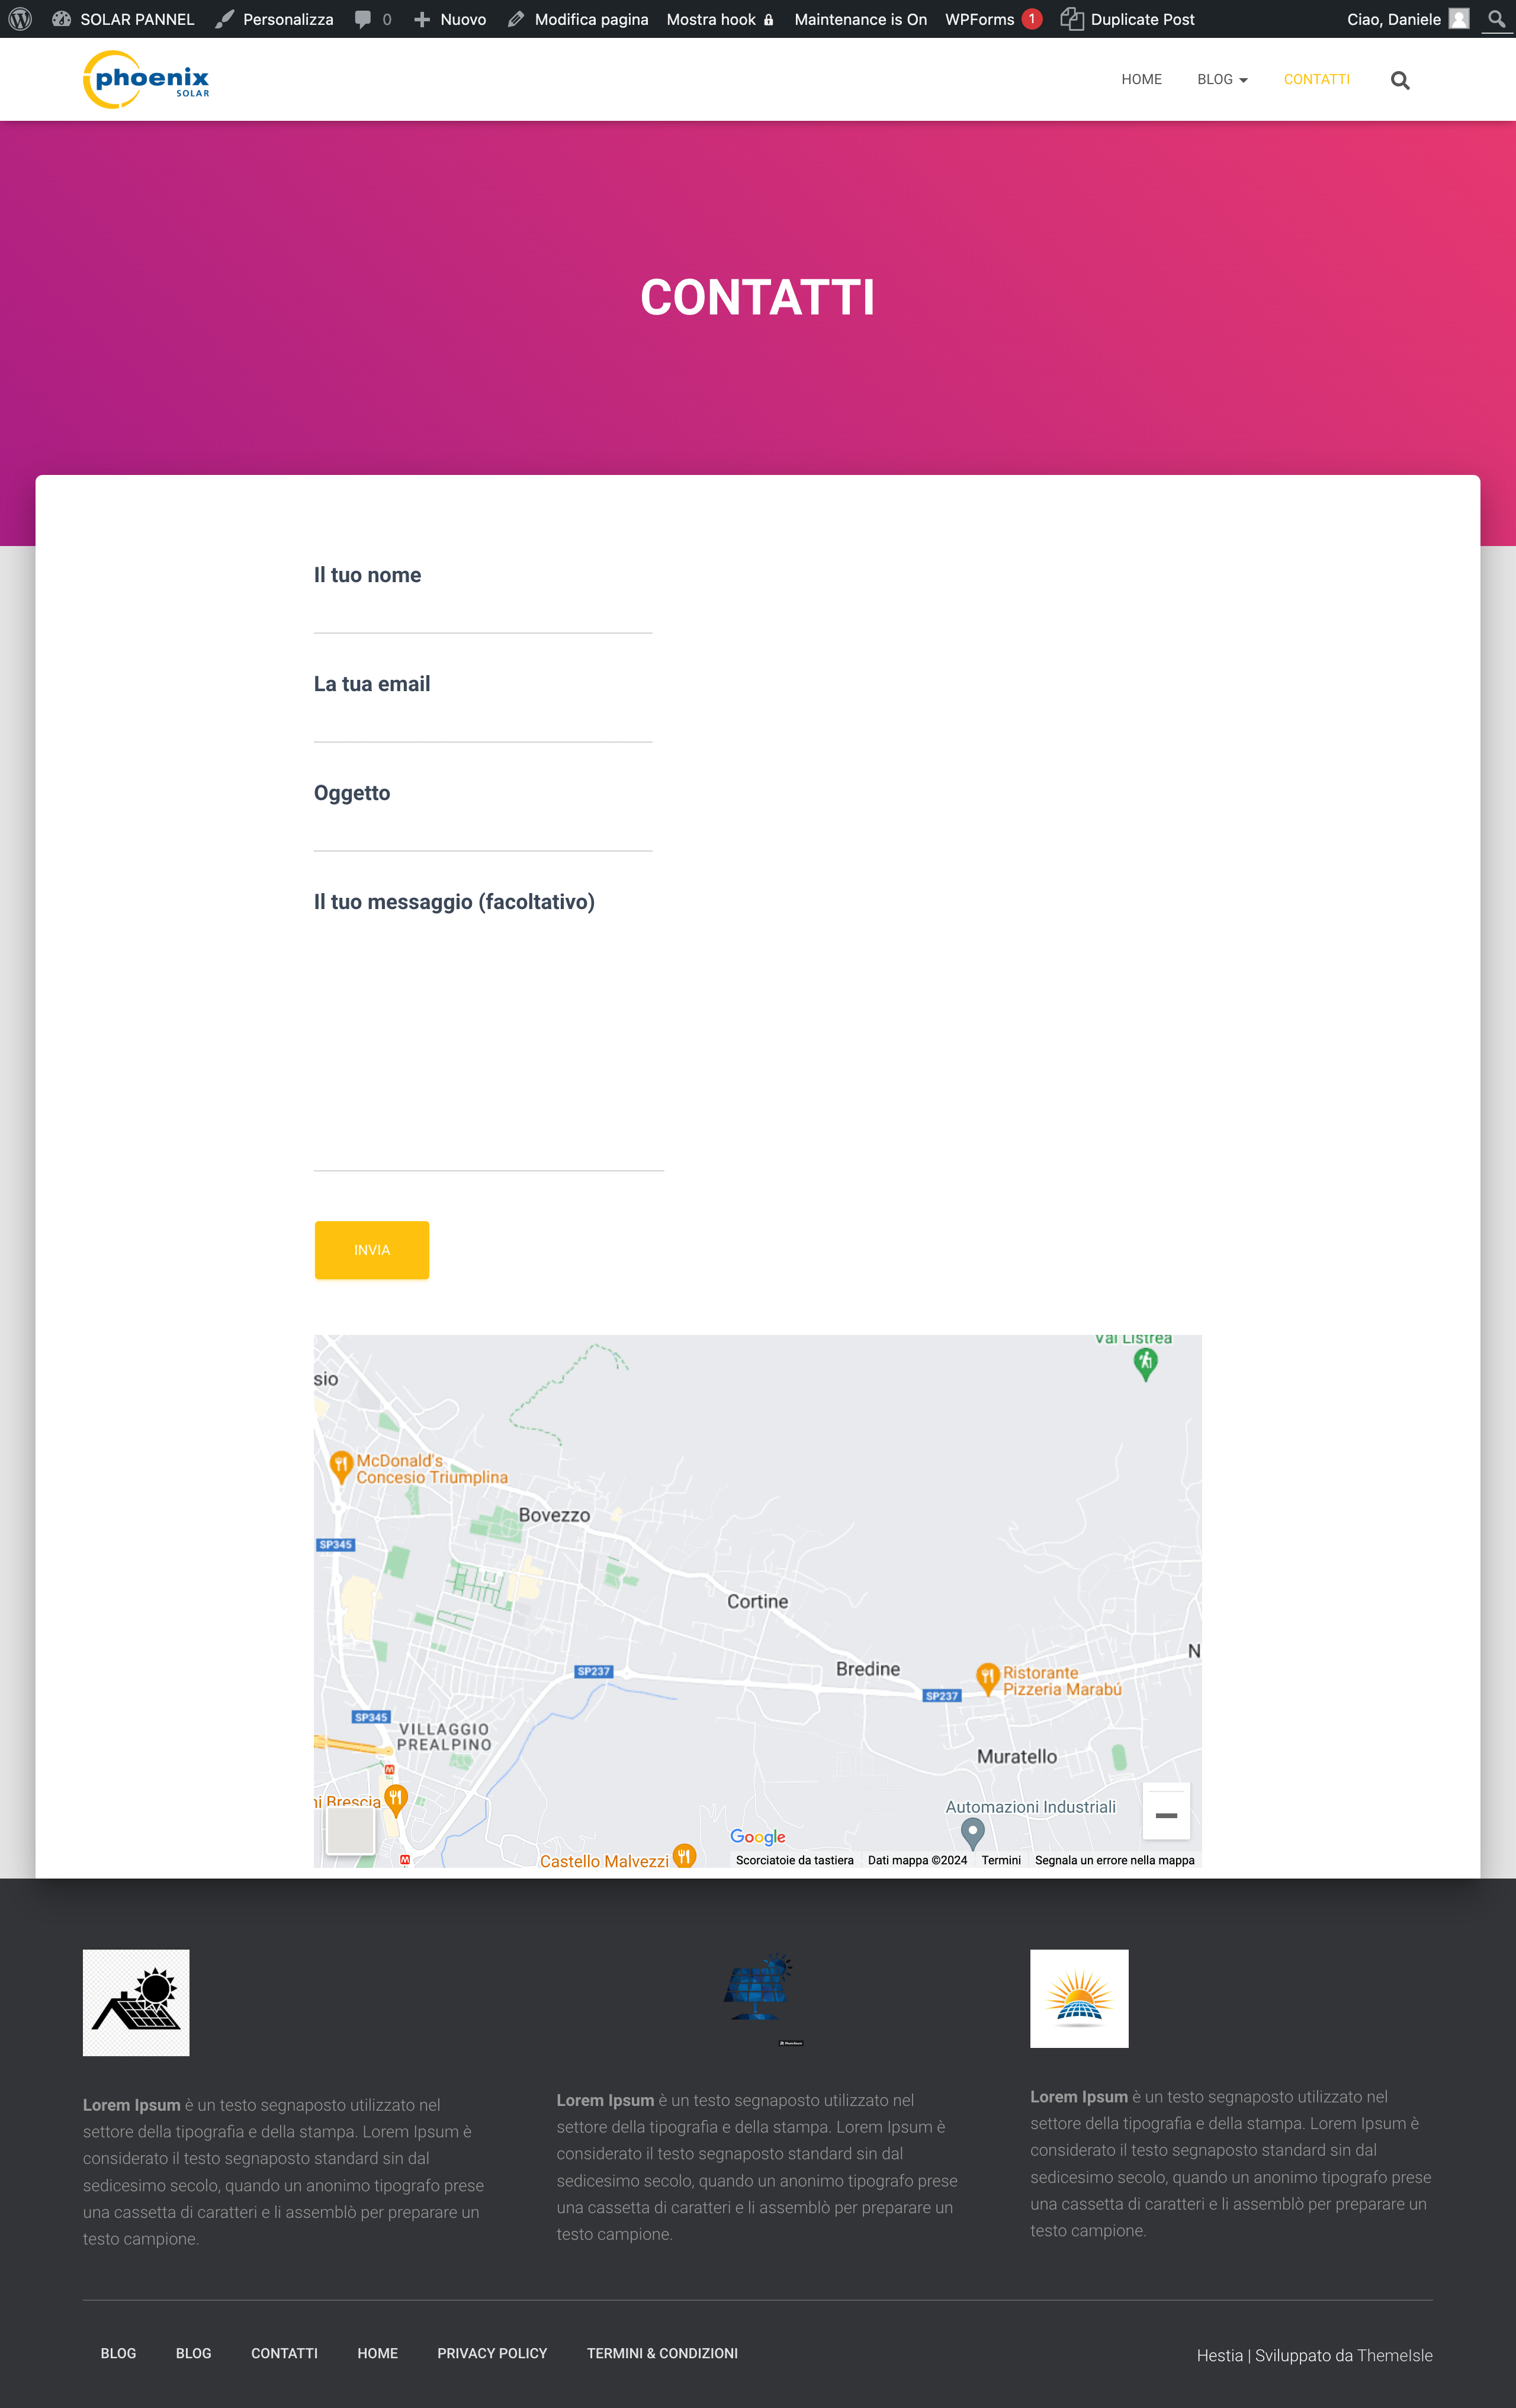 SOLAR PANNEL Personalizza 0 Nuovo Modifica pagina Mostra hook Maintenance is On WPForms 1 Duplicate Post Ciao, Daniele
phoenix
SOLAR
HOME BLOG CONTATTI
CONTATTI
Il tuo nome
La tua email
Oggetto
Il tuo messaggio (facoltativo)
INVIA
Val Listrea
sio
McDonald's
Concesio Triumplina
Bovezzo
SP345
Cortine
N
SP237
Bredine
Ristorante
Pizzeria Marabú
SP237
SP345
VILLAGGIO
PREALPINO
Muratello
M
ni Brescia
Automazioni Industriali
Google
M
Castello Malvezzi
Scorciatoie da tastiera Dati mappa ©2024 Termini Segnala un errore nella mappa
Lorem Ipsum è un testo segnaposto utilizzato nel
settore della tipografia e della stampa. Lorem Ipsum è
considerato il testo segnaposto standard sin dal
sedicesimo secolo, quando un anonimo tipografo prese
una cassetta di caratteri e li assemblò per preparare un
testo campione.
Lorem Ipsum è un testo segnaposto utilizzato nel
settore della tipografia e della stampa. Lorem Ipsum è
considerato il testo segnaposto standard sin dal
sedicesimo secolo, quando un anonimo tipografo prese
una cassetta di caratteri e li assemblò per preparare un
testo campione.
Lorem Ipsum è un testo segnaposto utilizzato nel
settore della tipografia e della stampa. Lorem Ipsum è
considerato il testo segnaposto standard sin dal
sedicesimo secolo, quando un anonimo tipografo prese
una cassetta di caratteri e li assemblò per preparare un
testo campione.
BLOG BLOG CONTATTI HOME PRIVACY POLICY TERMINI & CONDIZIONI
Hestia | Sviluppato da ThemeIsle